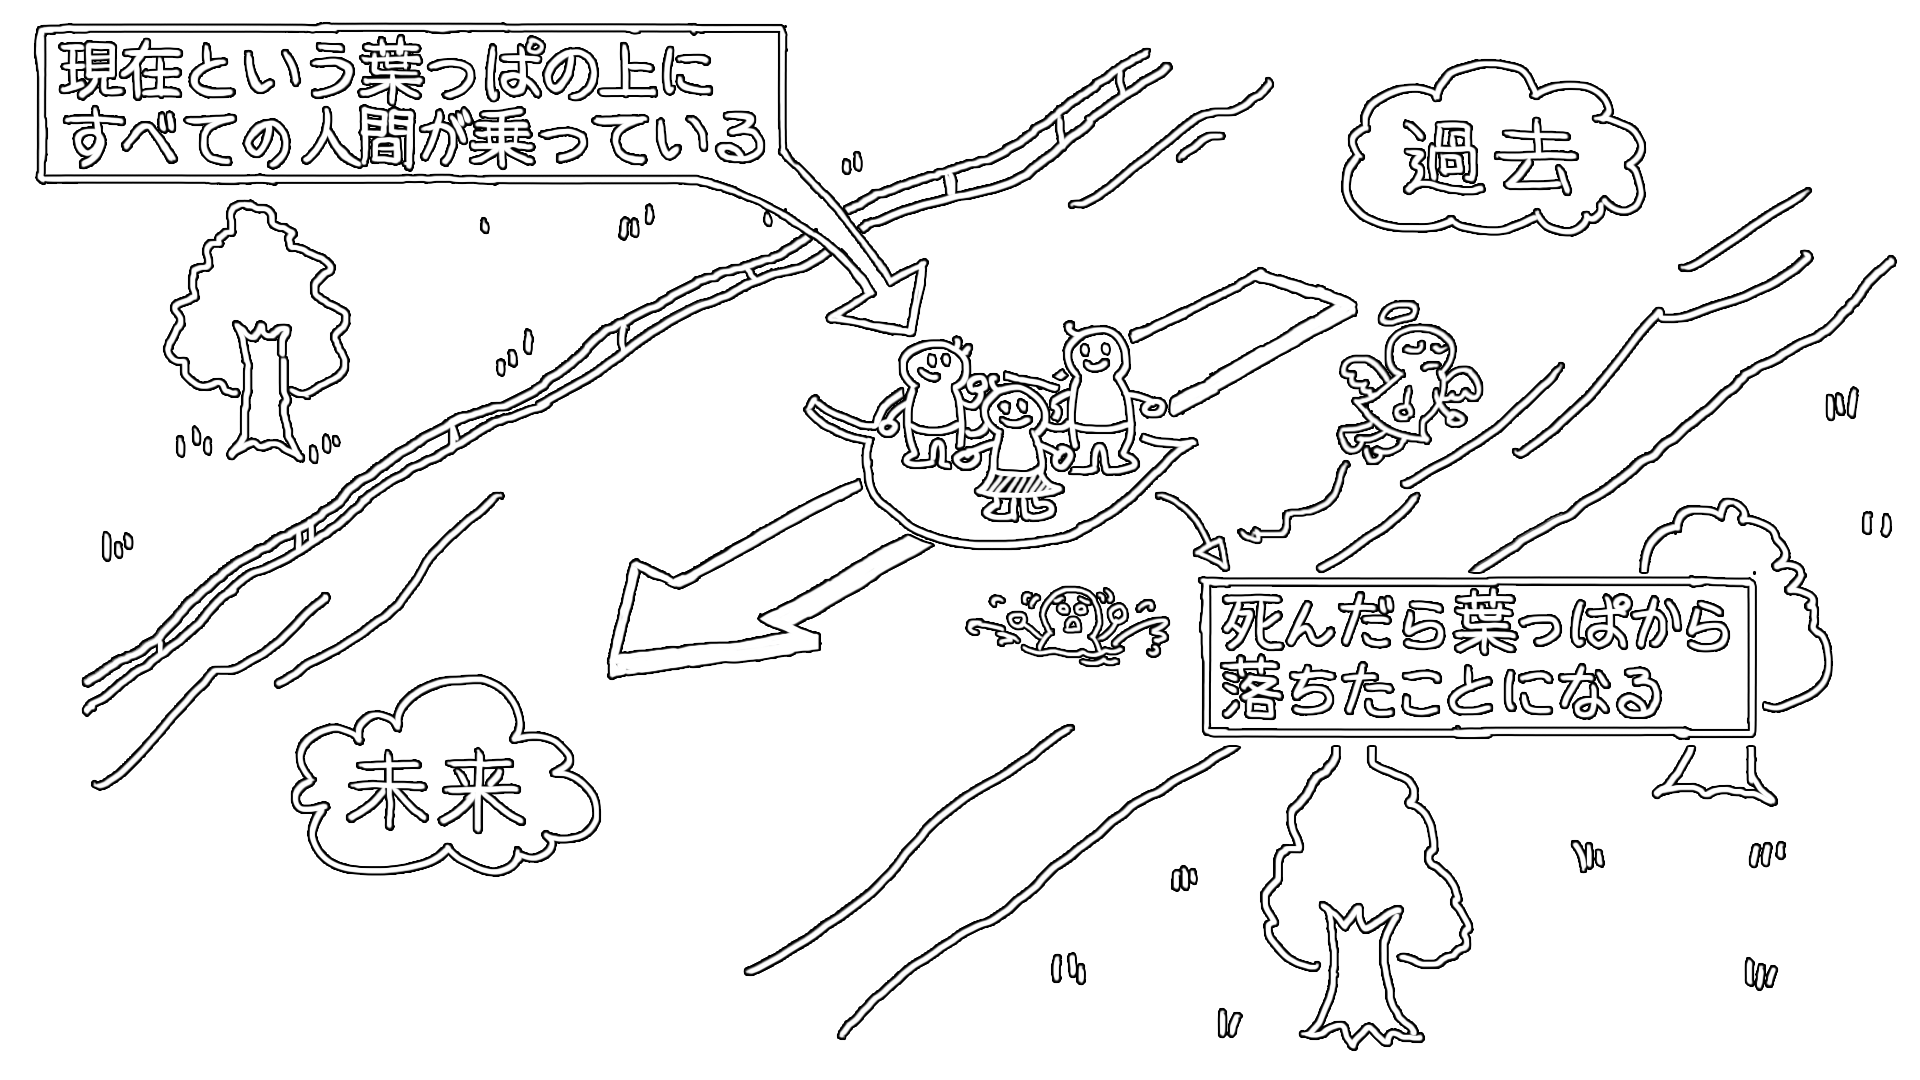 現在という葉っぱの上に
すべての人間が乗っている
過去
死んだら葉っぱから
落ちたことになる
未来